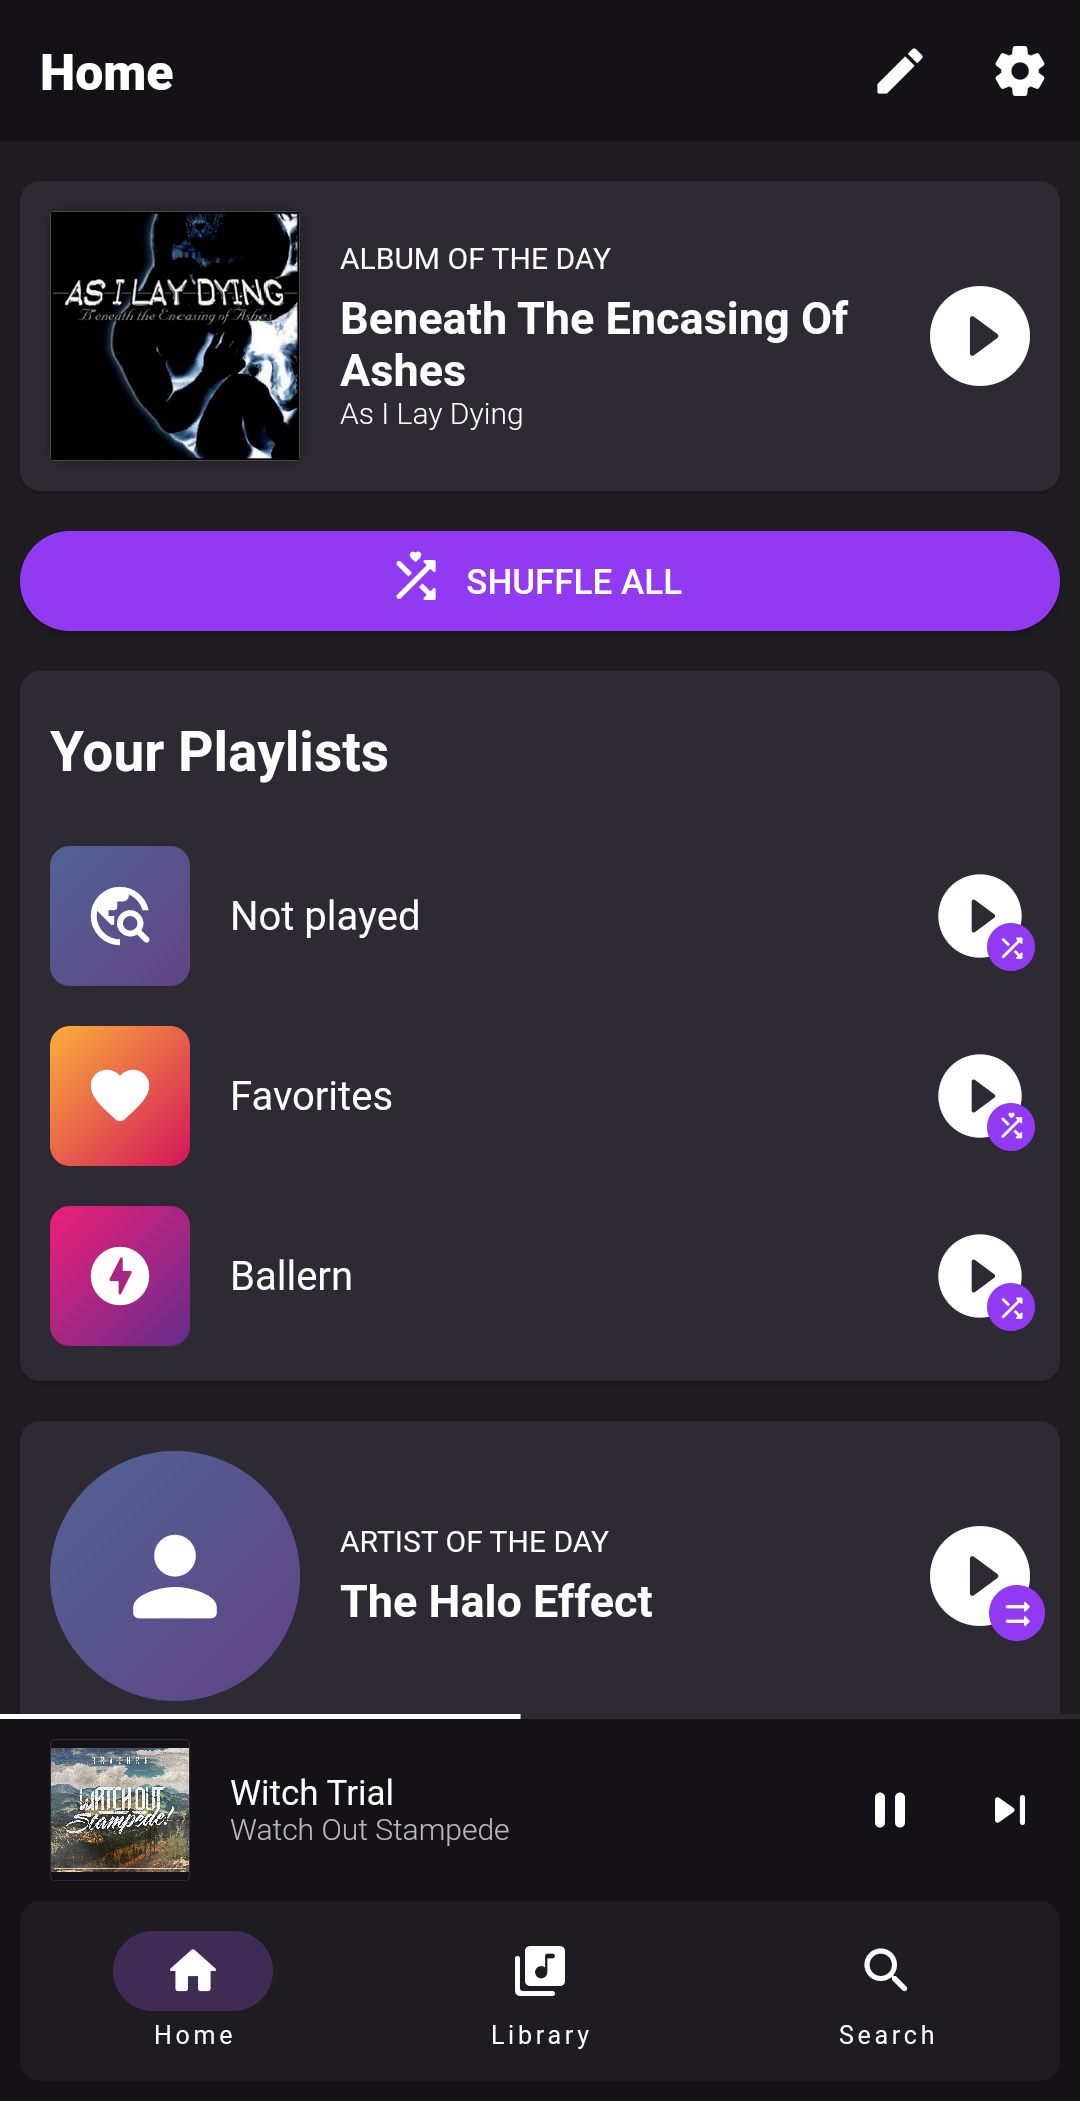 Home
AS I LAY DYING
Beneath the Encasing of Ashes
ALBUM OF THE DAY
Beneath The Encasing Of
Ashes
As I Lay Dying
SHUFFLE ALL
Your Playlists
Not played
Favorites
Ballern
ARTIST OF THE DAY
The Halo Effect
WATCH OUT
Stampede!
Witch Trial
Watch Out Stampede
Home
Library
Search